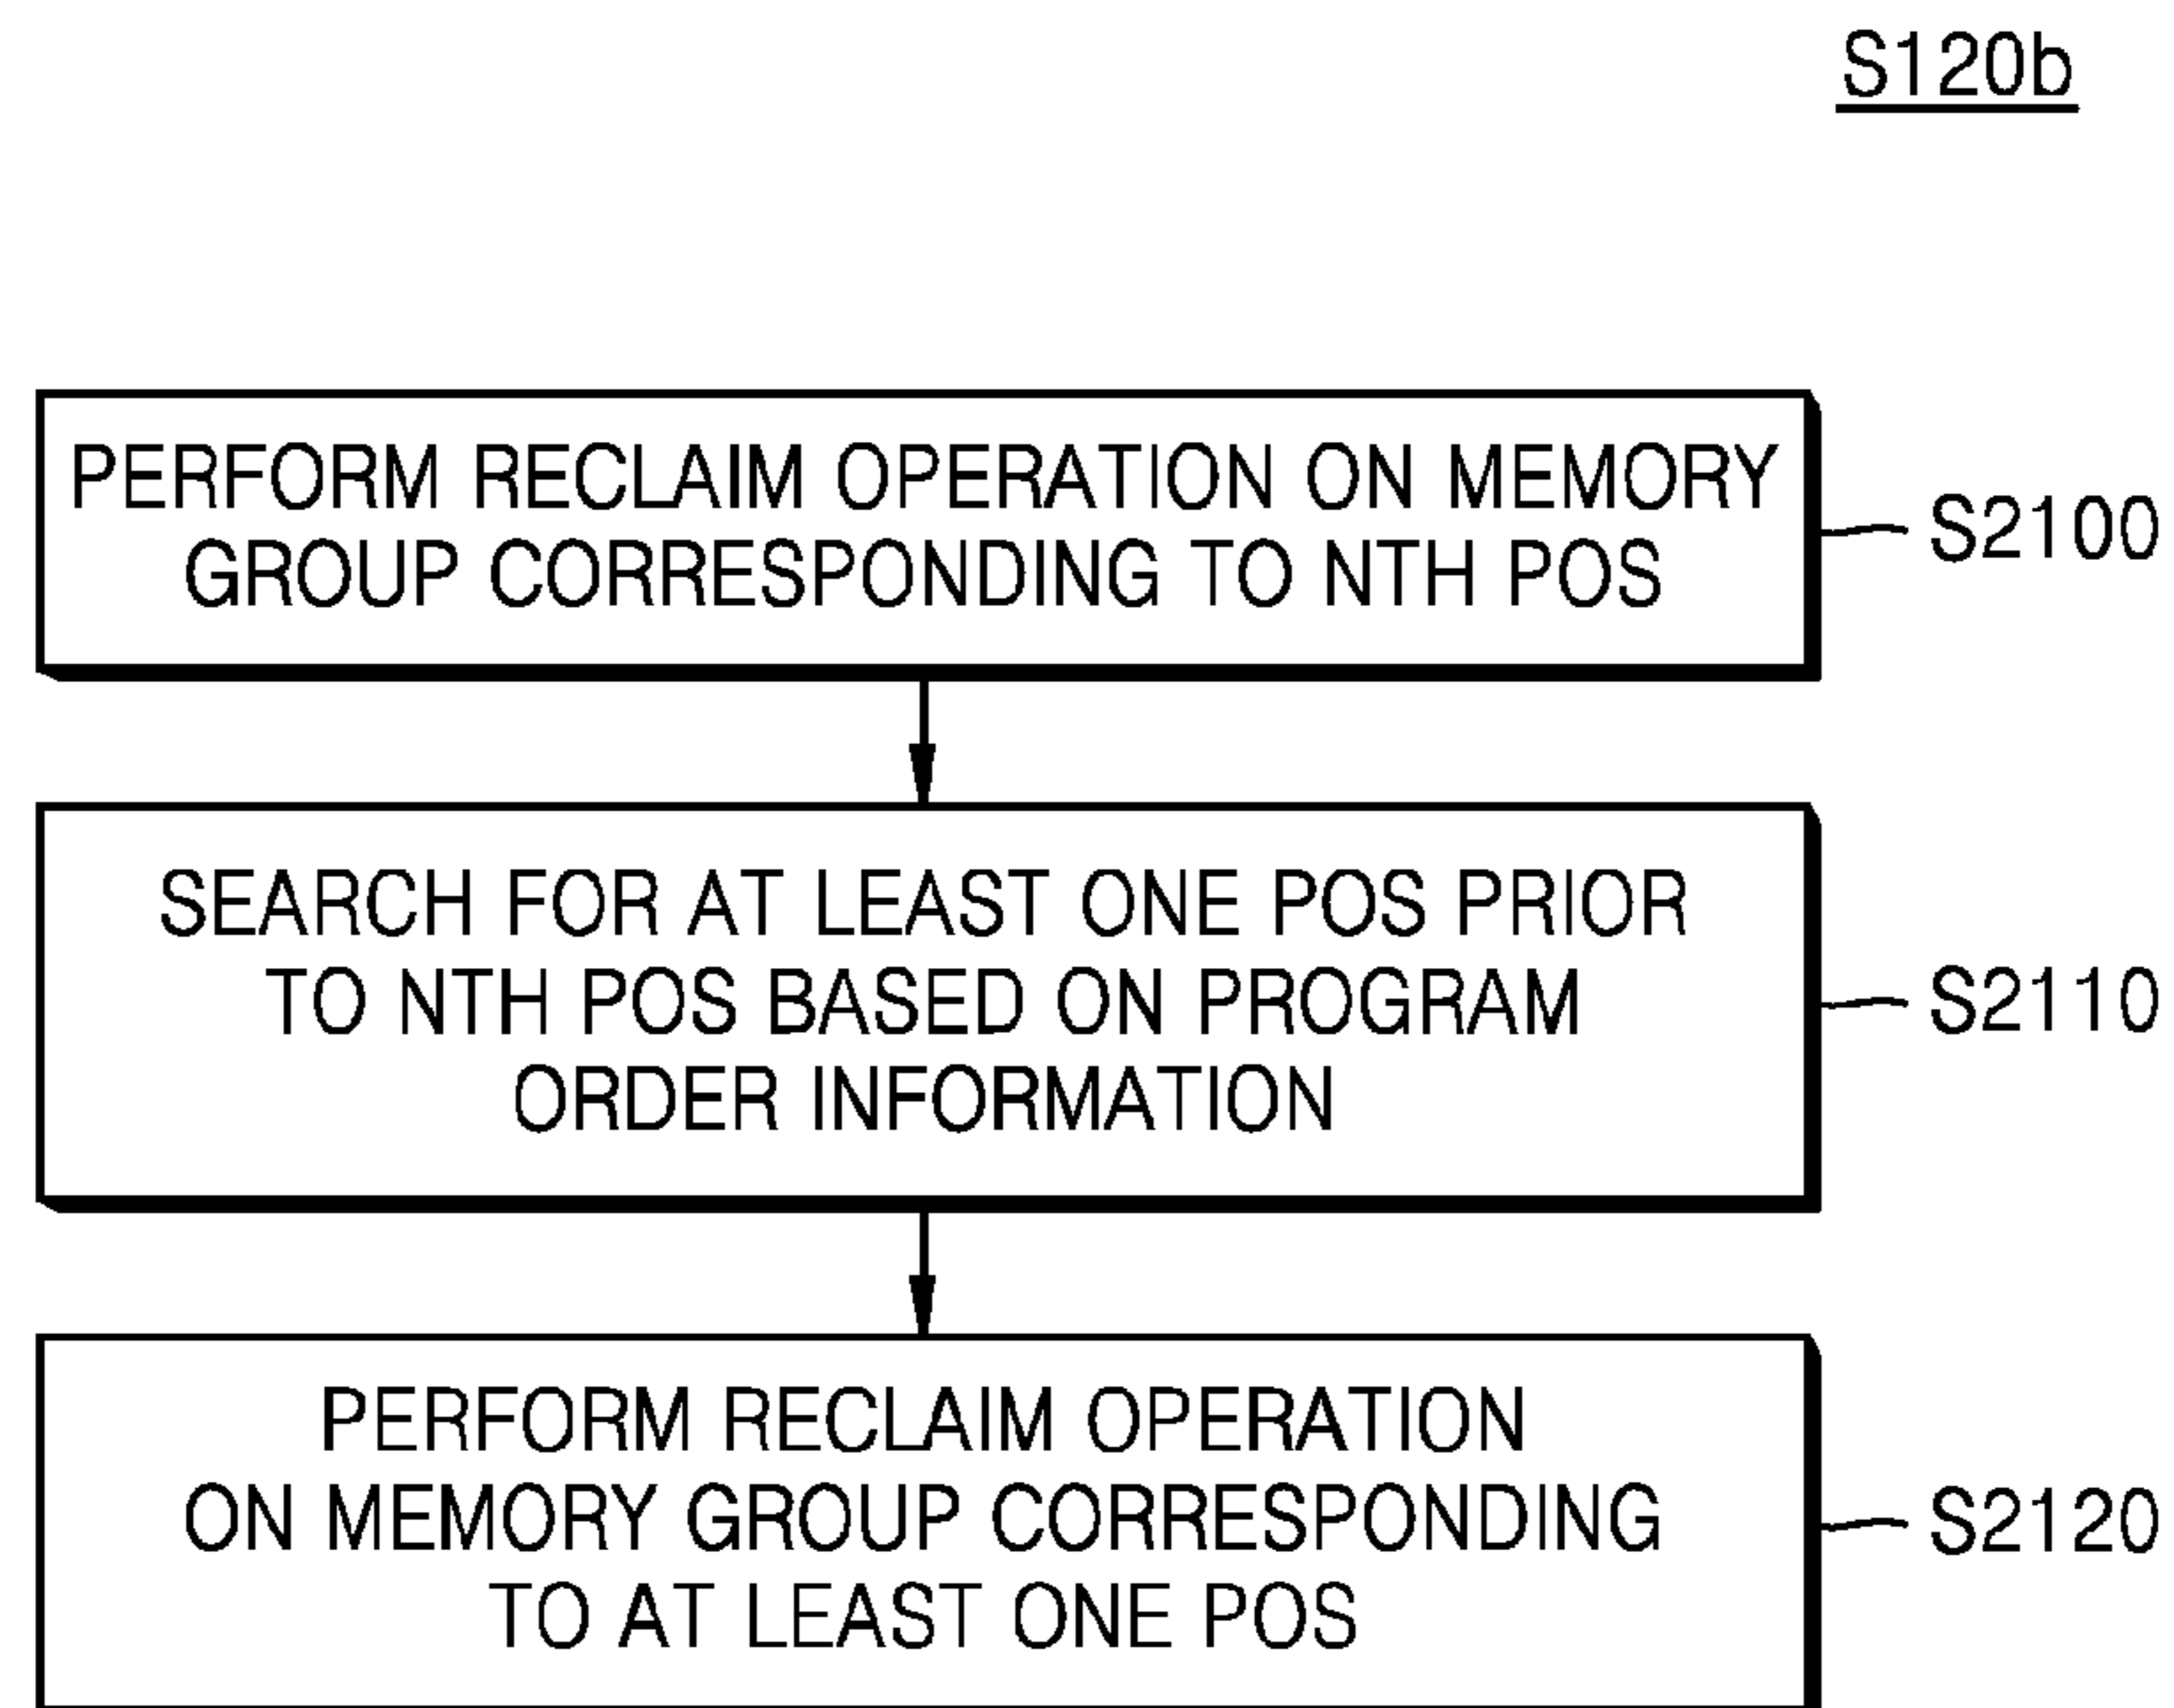 S120b
PERFORM RECLAIM OPERATION ON MEMORY
GROUP CORRESPONDING TO NTH POS
S2100
SEARCH FOR AT LEAST ONE POS PRIOR
TO NTH POS BASED ON PROGRAM
ORDER INFORMATION
S2110
PERFORM RECLAIM OPERATION
ON MEMORY GROUP CORRESPONDING
TO AT LEAST ONE POS
S2120